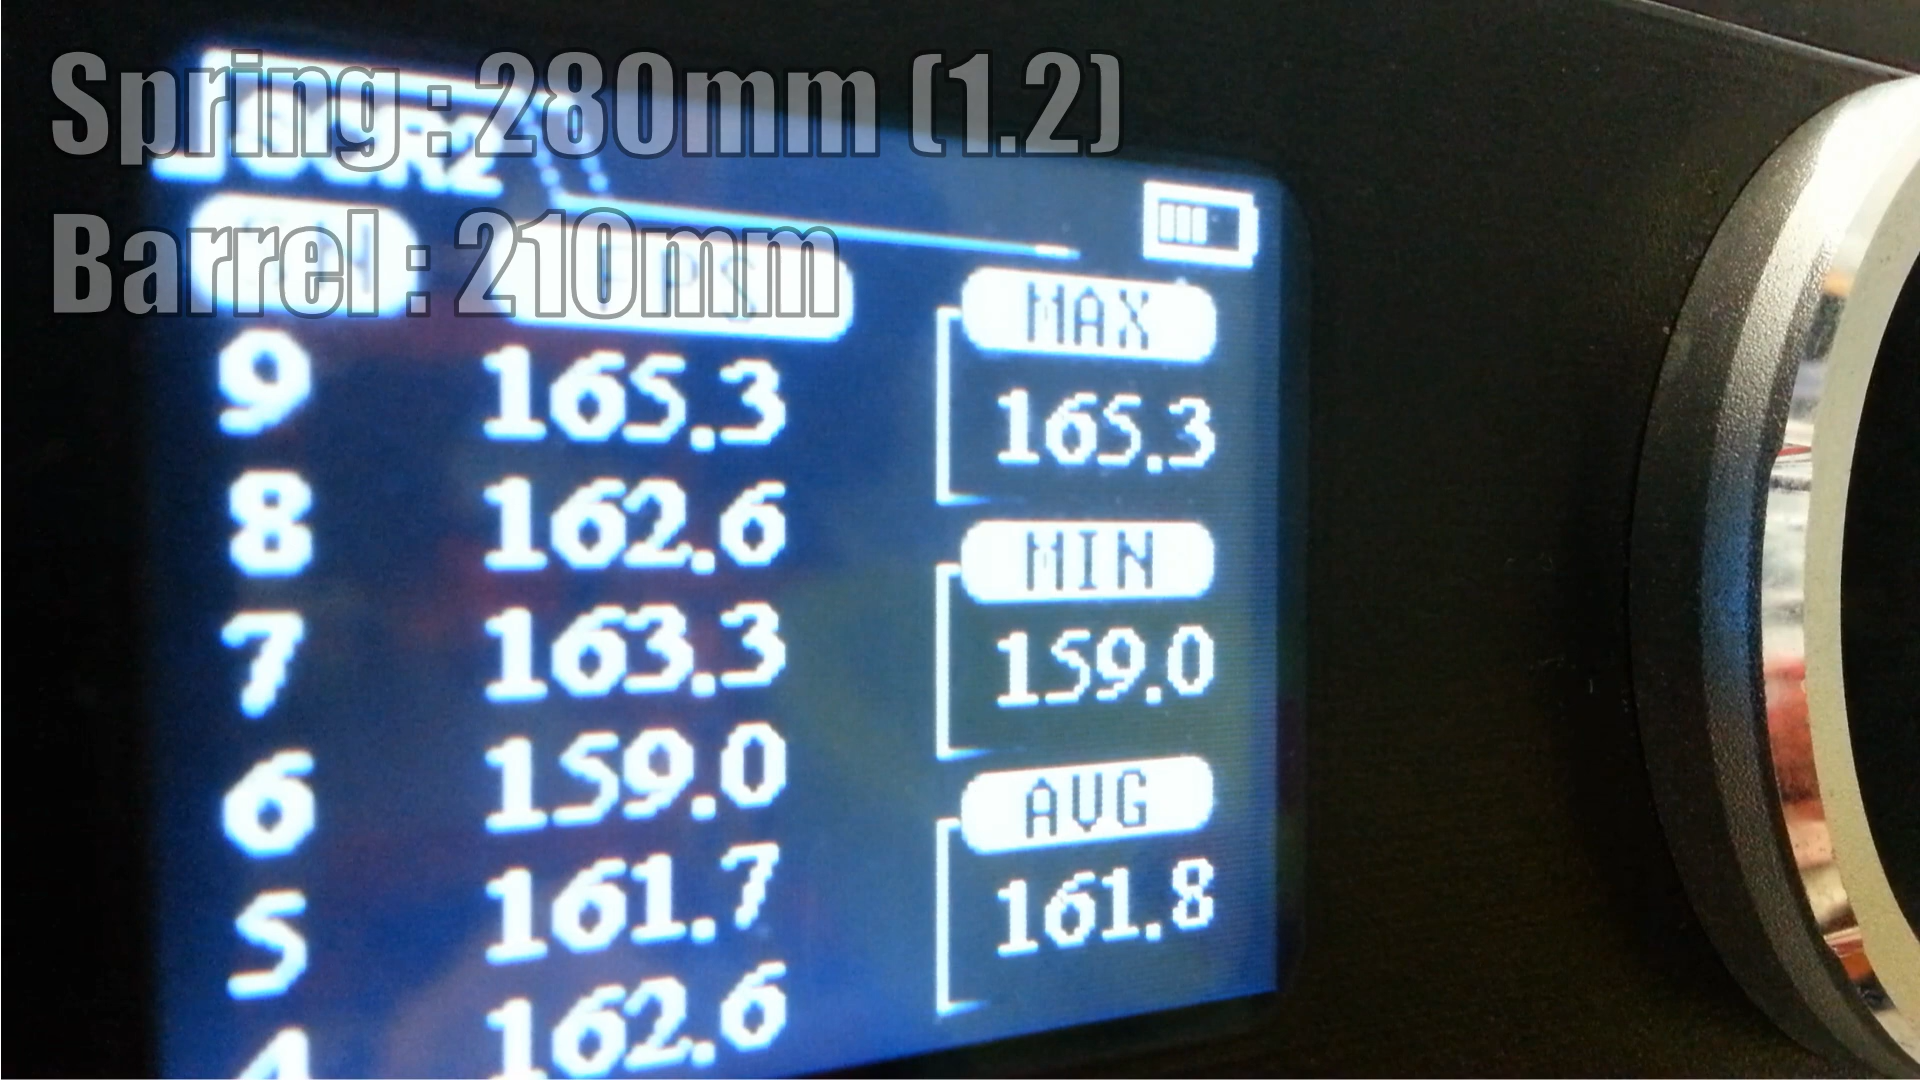 Spring : 280mm (1.2)
Barrel : 210mm
FPS
MAX
9 165.3
165.3
8 162.6
MIN
7 163.3
159.0
6 159.0
AVG
5 161.7
161.8
4 162.6